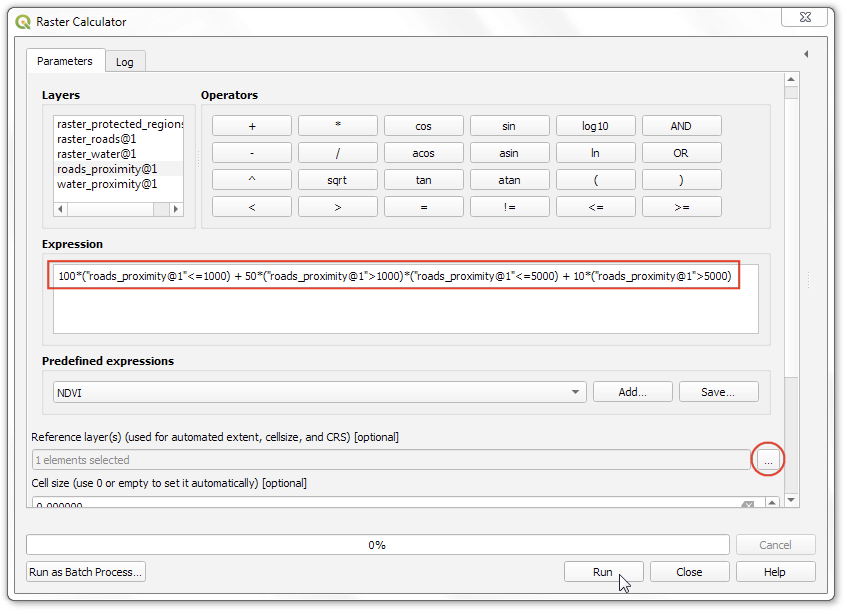 Raster Calculator
Parameters
Log
Layers
raster_protected_regions
raster_roads@1
raster_water@1
roads_proximity@1
water_proximity@1
Operators
+ * cos sin log10 AND
- / acos asin ln OR
^ sqrt tan atan ( )
< > = != <= >=
Expression
100*("roads_proximity@1"<=1000) + 50*("roads_proximity@1">1000)*("roads_proximity@1"<=5000) + 10*("roads_proximity@1">5000)
Predefined expressions
NDVI
Add...
Save...
Reference layer(s) (used for automated extent, cellsize, and CRS) [optional]
1 elements selected
...
Cell size (use 0 or empty to set it automatically) [optional]
0.000000
0%
Cancel
Run as Batch Process...
Run
Close
Help